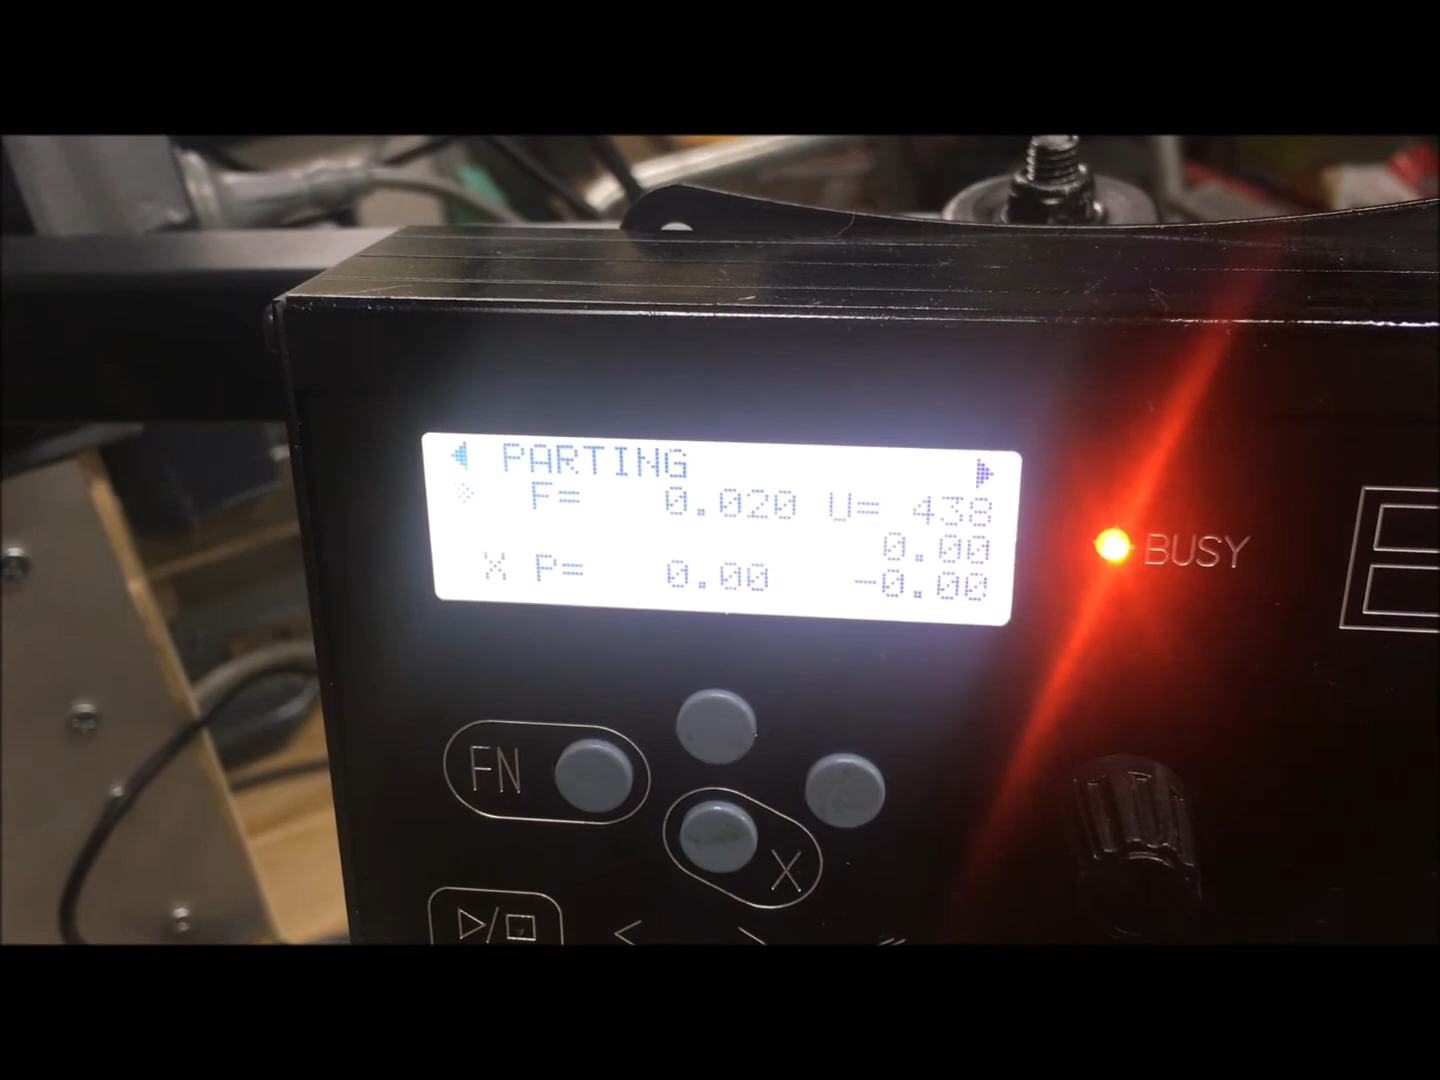 ◀ PARTING ▶
F= 0.020 U= 438
0.00
X P= 0.00 -0.00
BUSY
FN
X